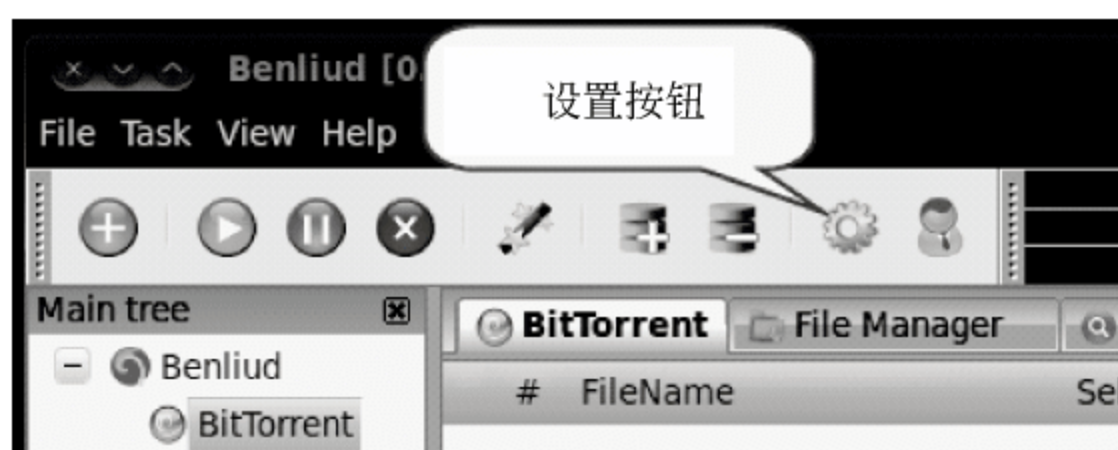 Benliud [0.
设置按钮
File Task View Help
Main tree
BitTorrent
File Manager
Benliud
# FileName Se
BitTorrent